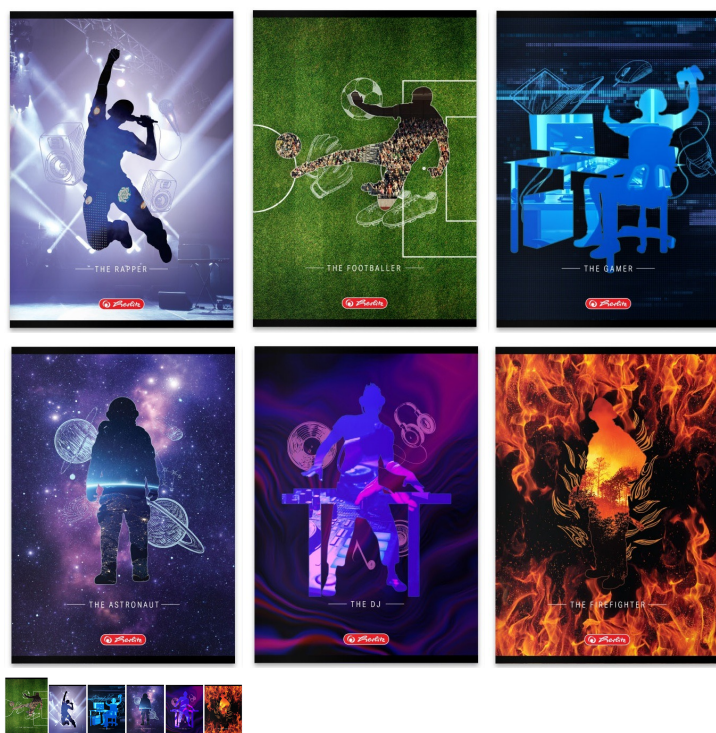 THE RAPPER
THE FOOTBALLER
THE GAMER
Herlitz
Herlitz
Herlitz
THE ASTRONAUT
THE DJ
THE FIREFIGHTER
Herlitz
Herlitz
Herlitz